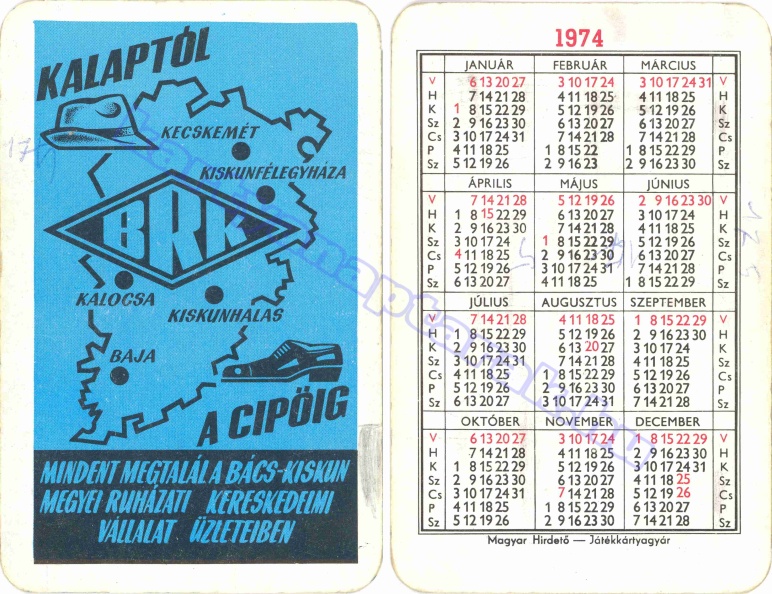 KALAPTÓL
KECSKEMÉT
KISKUNFÉLEGYHÁZA
BRK
KALOCSA
KISKUNHALAS
BAJA
A CIPŐIG
MINDENT MEGTALÁL A BÁCS-KISKUN
MEGYEI RUHÁZATI KERESKEDELMI
VÁLLALAT ÜZLETEIBEN
1974
JANUÁR FEBRUÁR MÁRCIUS
V 6 13 20 27 3 10 17 24 3 10 17 24 31 V
H 7 14 21 28 4 11 18 25 4 11 18 25 H
K 1 8 15 22 29 5 12 19 26 5 12 19 26 K
Sz 2 9 16 23 30 6 13 20 27 6 13 20 27 Sz
Cs 3 10 17 24 31 7 14 21 28 7 14 21 28 Cs
P 4 11 18 25 1 8 15 22 1 8 15 22 29 P
Sz 5 12 19 26 2 9 16 23 2 9 16 23 30 Sz
ÁPRILIS MÁJUS JÚNIUS
V 7 14 21 28 5 12 19 26 2 9 16 23 30 V
H 1 8 15 22 29 6 13 20 27 3 10 17 24 H
K 2 9 16 23 30 7 14 21 28 4 11 18 25 K
Sz 3 10 17 24 1 8 15 22 29 5 12 19 26 Sz
Cs 4 11 18 25 2 9 16 23 30 6 13 20 27 Cs
P 5 12 19 26 3 10 17 24 31 7 14 21 28 P
Sz 6 13 20 27 4 11 18 25 1 8 15 22 29 Sz
JÚLIUS AUGUSZTUS SZEPTEMBER
V 7 14 21 28 4 11 18 25 1 8 15 22 29 V
H 1 8 15 22 29 5 12 19 26 2 9 16 23 30 H
K 2 9 16 23 30 6 13 20 27 3 10 17 24 K
Sz 3 10 17 24 31 7 14 21 28 4 11 18 25 Sz
Cs 4 11 18 25 1 8 15 22 29 5 12 19 26 Cs
P 5 12 19 26 2 9 16 23 30 6 13 20 27 P
Sz 6 13 20 27 3 10 17 24 31 7 14 21 28 Sz
OKTÓBER NOVEMBER DECEMBER
V 6 13 20 27 3 10 17 24 1 8 15 22 29 V
H 7 14 21 28 4 11 18 25 2 9 16 23 30 H
K 1 8 15 22 29 5 12 19 26 3 10 17 24 31 K
Sz 2 9 16 23 30 6 13 20 27 4 11 18 25 Sz
Cs 3 10 17 24 31 7 14 21 28 5 12 19 26 Cs
P 4 11 18 25 1 8 15 22 29 6 13 20 27 P
Sz 5 12 19 26 2 9 16 23 30 7 14 21 28 Sz
Magyar Hirdető — Játékkártyagyár